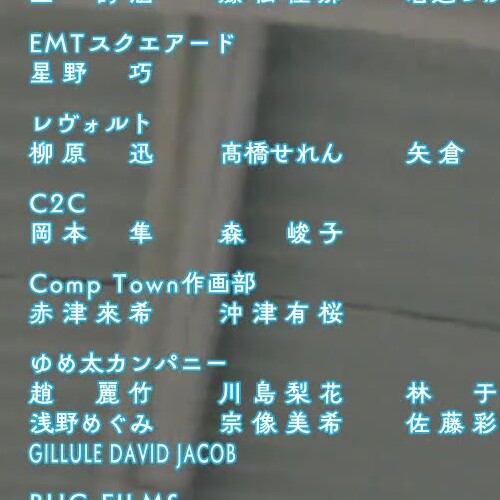 EMTスクエアード
星野 巧
レヴォルト
柳原 迅 髙橋せれん 矢倉
C2C
岡本 隼 森 峻子
Comp Town作画部
赤津來希 沖津有桜
ゆめ太カンパニー
趙 麗竹 川島梨花 林 于
浅野めぐみ 宗像美希 佐藤彩
GILLULE DAVID JACOB
BUG FILMS